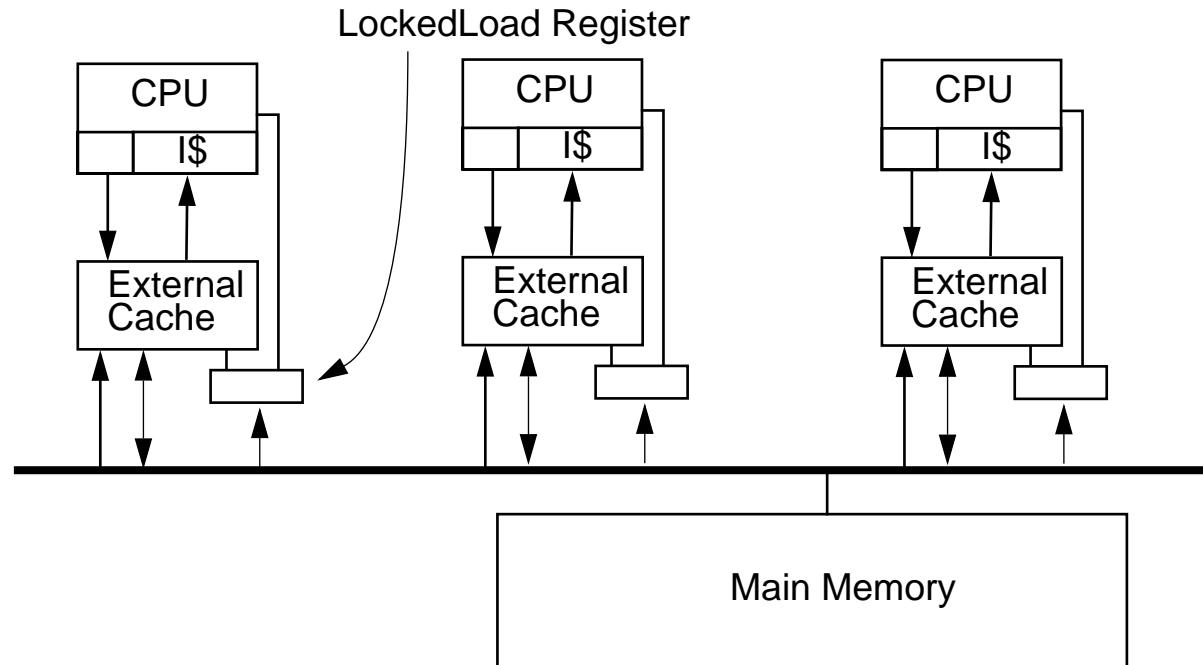 LockedLoad Register
CPU
I$
External
Cache
CPU
I$
External
Cache
CPU
I$
External
Cache
Main Memory